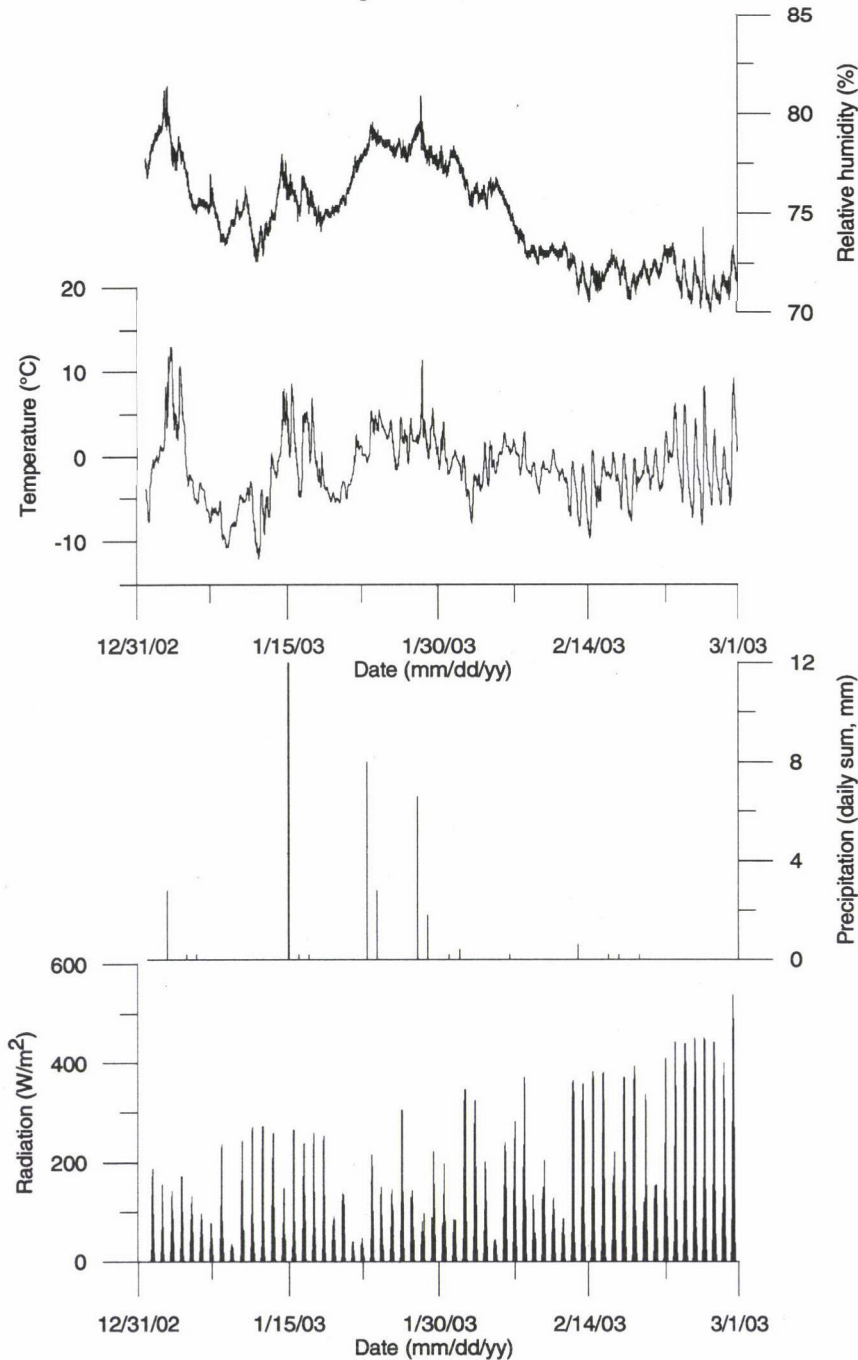 85
80
75
70
Relative humidity (%)
20
10
0
-10
Temperature (°C)
12/31/02 1/15/03 1/30/03 2/14/03 3/1/03
Date (mm/dd/yy)
12
8
4
0
Precipitation (daily sum, mm)
600
400
200
0
Radiation (W/m²)
12/31/02 1/15/03 1/30/03 2/14/03 3/1/03
Date (mm/dd/yy)